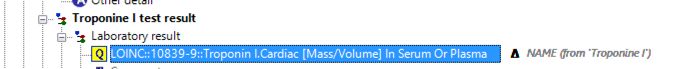 Other detail
Troponine I test result
Laboratory result
Q LOINC::10839-9::Troponin I.Cardiac [Mass/Volume] In Serum Or Plasma NAME (from 'Troponine I')